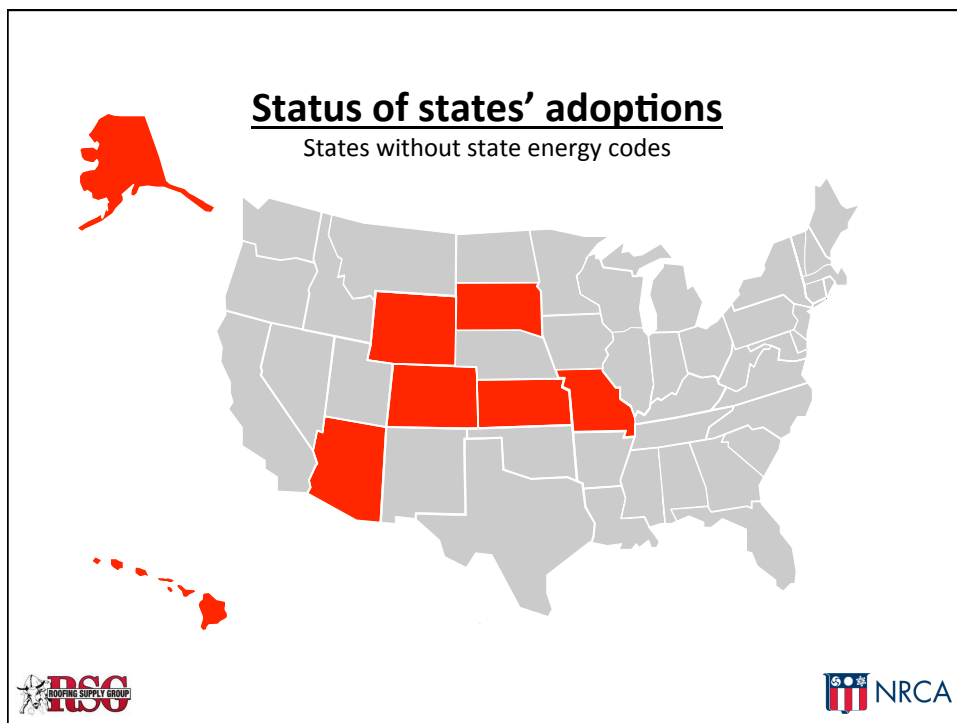 Status of states’ adoptions
States without state energy codes
RSG
ROOFING SUPPLY GROUP
NRCA